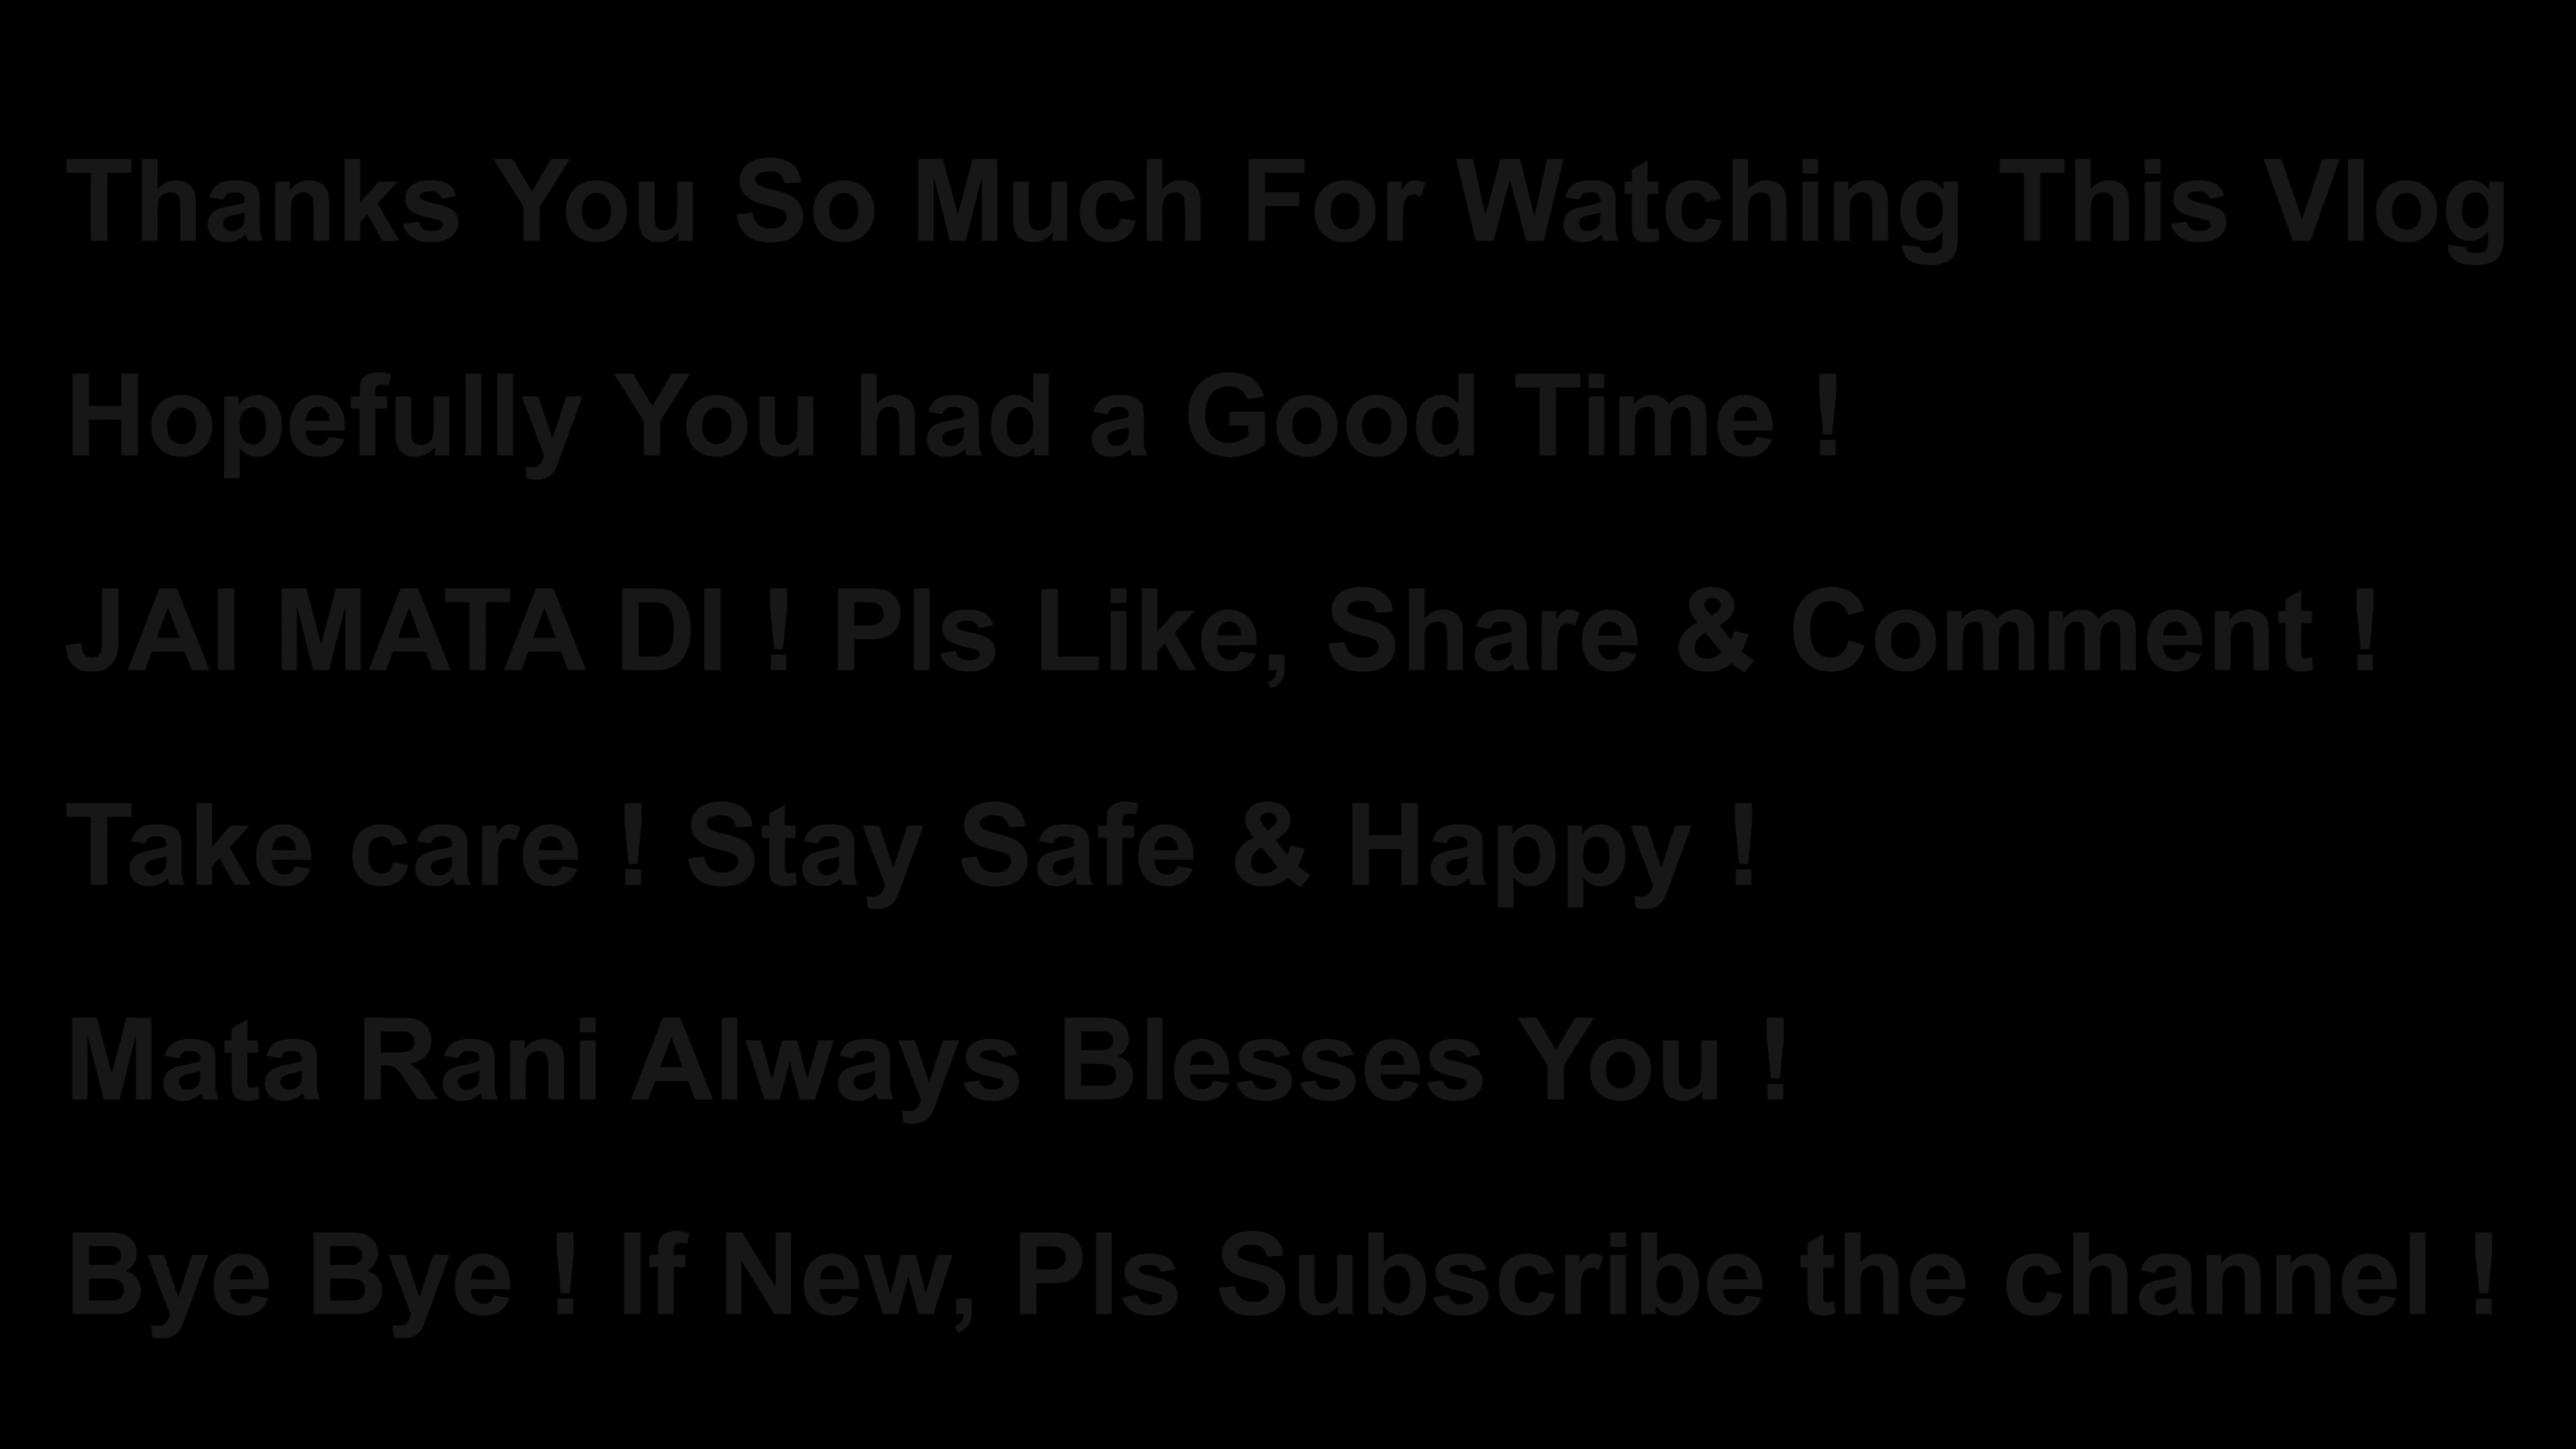 Thanks You So Much For Watching This Vlog
Hopefully You had a Good Time !
JAI MATA DI ! Pls Like, Share & Comment !
Take care ! Stay Safe & Happy !
Mata Rani Always Blesses You !
Bye Bye ! If New, Pls Subscribe the channel !